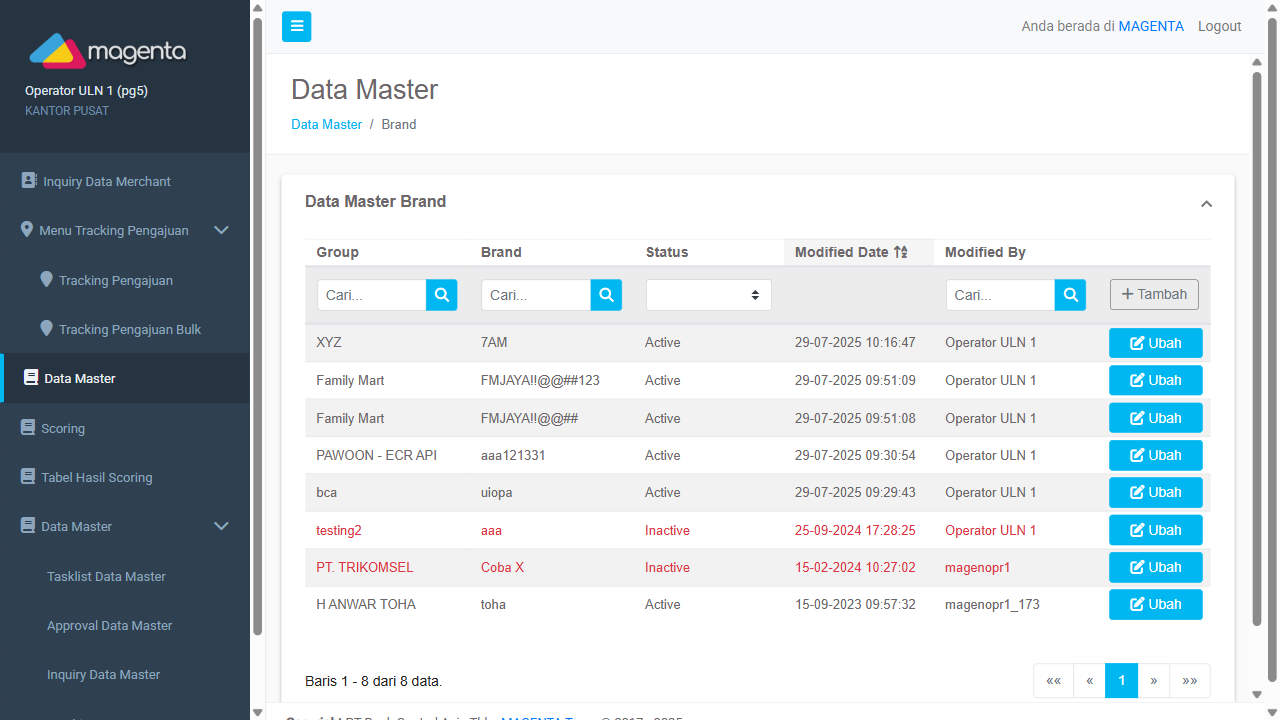 magenta
Operator ULN 1 (pg5)
KANTOR PUSAT
Inquiry Data Merchant
Menu Tracking Pengajuan
Tracking Pengajuan
Tracking Pengajuan Bulk
Data Master
Scoring
Tabel Hasil Scoring
Data Master
Tasklist Data Master
Approval Data Master
Inquiry Data Master
Anda berada di MAGENTA Logout
Data Master
Data Master / Brand
Data Master Brand
Group Brand Status Modified Date Modified By
Cari... Cari... Cari... + Tambah
XYZ 7AM Active 29-07-2025 10:16:47 Operator ULN 1 Ubah
Family Mart FMJAYA!!@@##123 Active 29-07-2025 09:51:09 Operator ULN 1 Ubah
Family Mart FMJAYA!!@@## Active 29-07-2025 09:51:08 Operator ULN 1 Ubah
PAWOON - ECR API aaa121331 Active 29-07-2025 09:30:54 Operator ULN 1 Ubah
bca uiopa Active 29-07-2025 09:29:43 Operator ULN 1 Ubah
testing2 aaa Inactive 25-09-2024 17:28:25 Operator ULN 1 Ubah
PT. TRIKOMSEL Coba X Inactive 15-02-2024 10:27:02 magenopr1 Ubah
H ANWAR TOHA toha Active 15-09-2023 09:57:32 magenopr1_173 Ubah
Baris 1 - 8 dari 8 data.
«« « 1 » »»